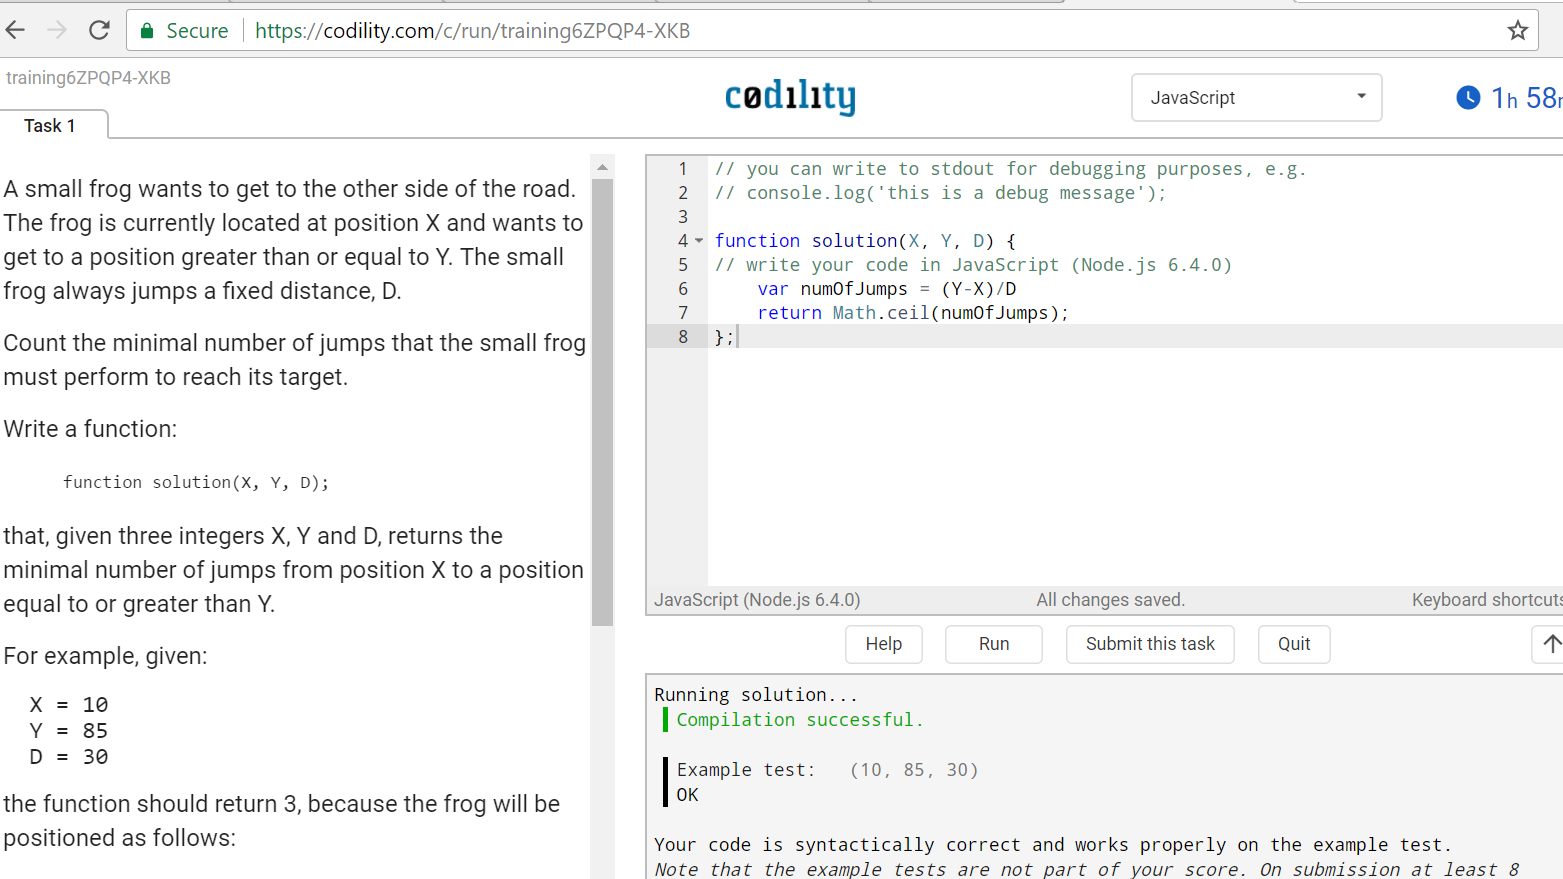 Secure https://codility.com/c/run/training6ZPQP4-XKB
training6ZPQP4-XKB
codility
JavaScript
1h 58m
Task 1
A small frog wants to get to the other side of the road.
The frog is currently located at position X and wants to
get to a position greater than or equal to Y. The small
frog always jumps a fixed distance, D.
Count the minimal number of jumps that the small frog
must perform to reach its target.
Write a function:
function solution(X, Y, D);
that, given three integers X, Y and D, returns the
minimal number of jumps from position X to a position
equal to or greater than Y.
For example, given:
X = 10
Y = 85
D = 30
the function should return 3, because the frog will be
positioned as follows:
1 // you can write to stdout for debugging purposes, e.g.
2 // console.log('this is a debug message');
3
4 function solution(X, Y, D) {
5 // write your code in JavaScript (Node.js 6.4.0)
6 var numOfJumps = (Y-X)/D
7 return Math.ceil(numOfJumps);
8 };
JavaScript (Node.js 6.4.0) All changes saved. Keyboard shortcuts
Help Run Submit this task Quit
Running solution...
Compilation successful.
Example test: (10, 85, 30)
OK
Your code is syntactically correct and works properly on the example test.
Note that the example tests are not part of your score. On submission at least 8